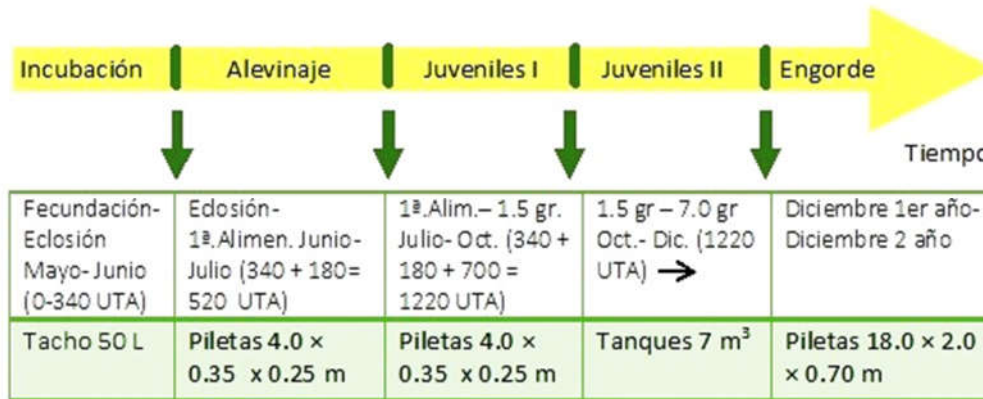 Incubación Alevinaje Juveniles I Juveniles II Engorde
Tiempo
Fecundación-
Eclosión
Mayo- Junio
(0-340 UTA)
Edosión-
1ª.Alimen. Junio-
Julio (340 + 180=
520 UTA)
1ª.Alim.– 1.5 gr.
Julio- Oct. (340 +
180 + 700 =
1220 UTA)
1.5 gr – 7.0 gr
Oct.- Dic. (1220
UTA) →
Diciembre 1er año-
Diciembre 2 año
Tacho 50 L
Piletas 4.0 ×
0.35 x 0.25 m
Piletas 4.0 ×
0.35 x 0.25 m
Tanques 7 m³
Piletas 18.0 × 2.0
× 0.70 m